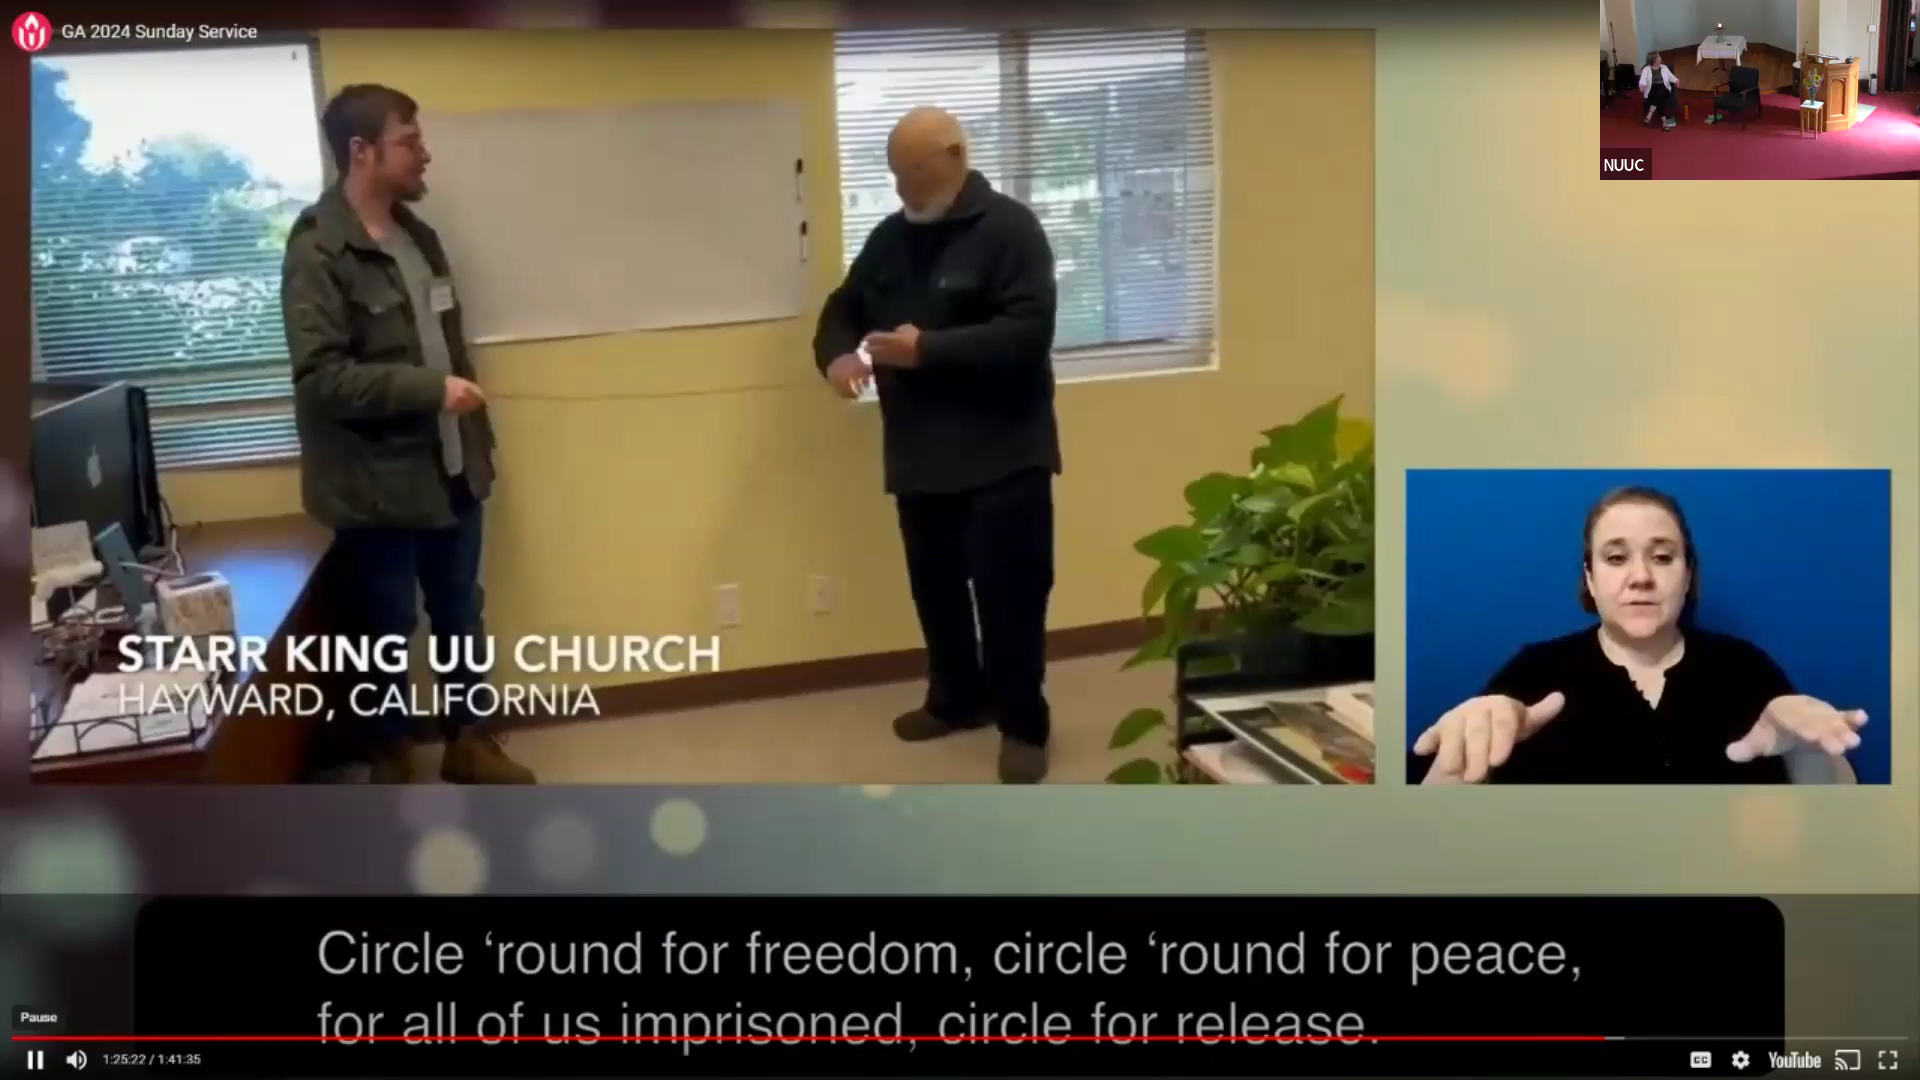 GA 2024 Sunday Service
NUUC
STARR KING UU CHURCH
HAYWARD, CALIFORNIA
Circle ‘round for freedom, circle ‘round for peace,
for all of us imprisoned, circle for release.
Pause
1:25:22 / 1:41:35
CC
YouTube